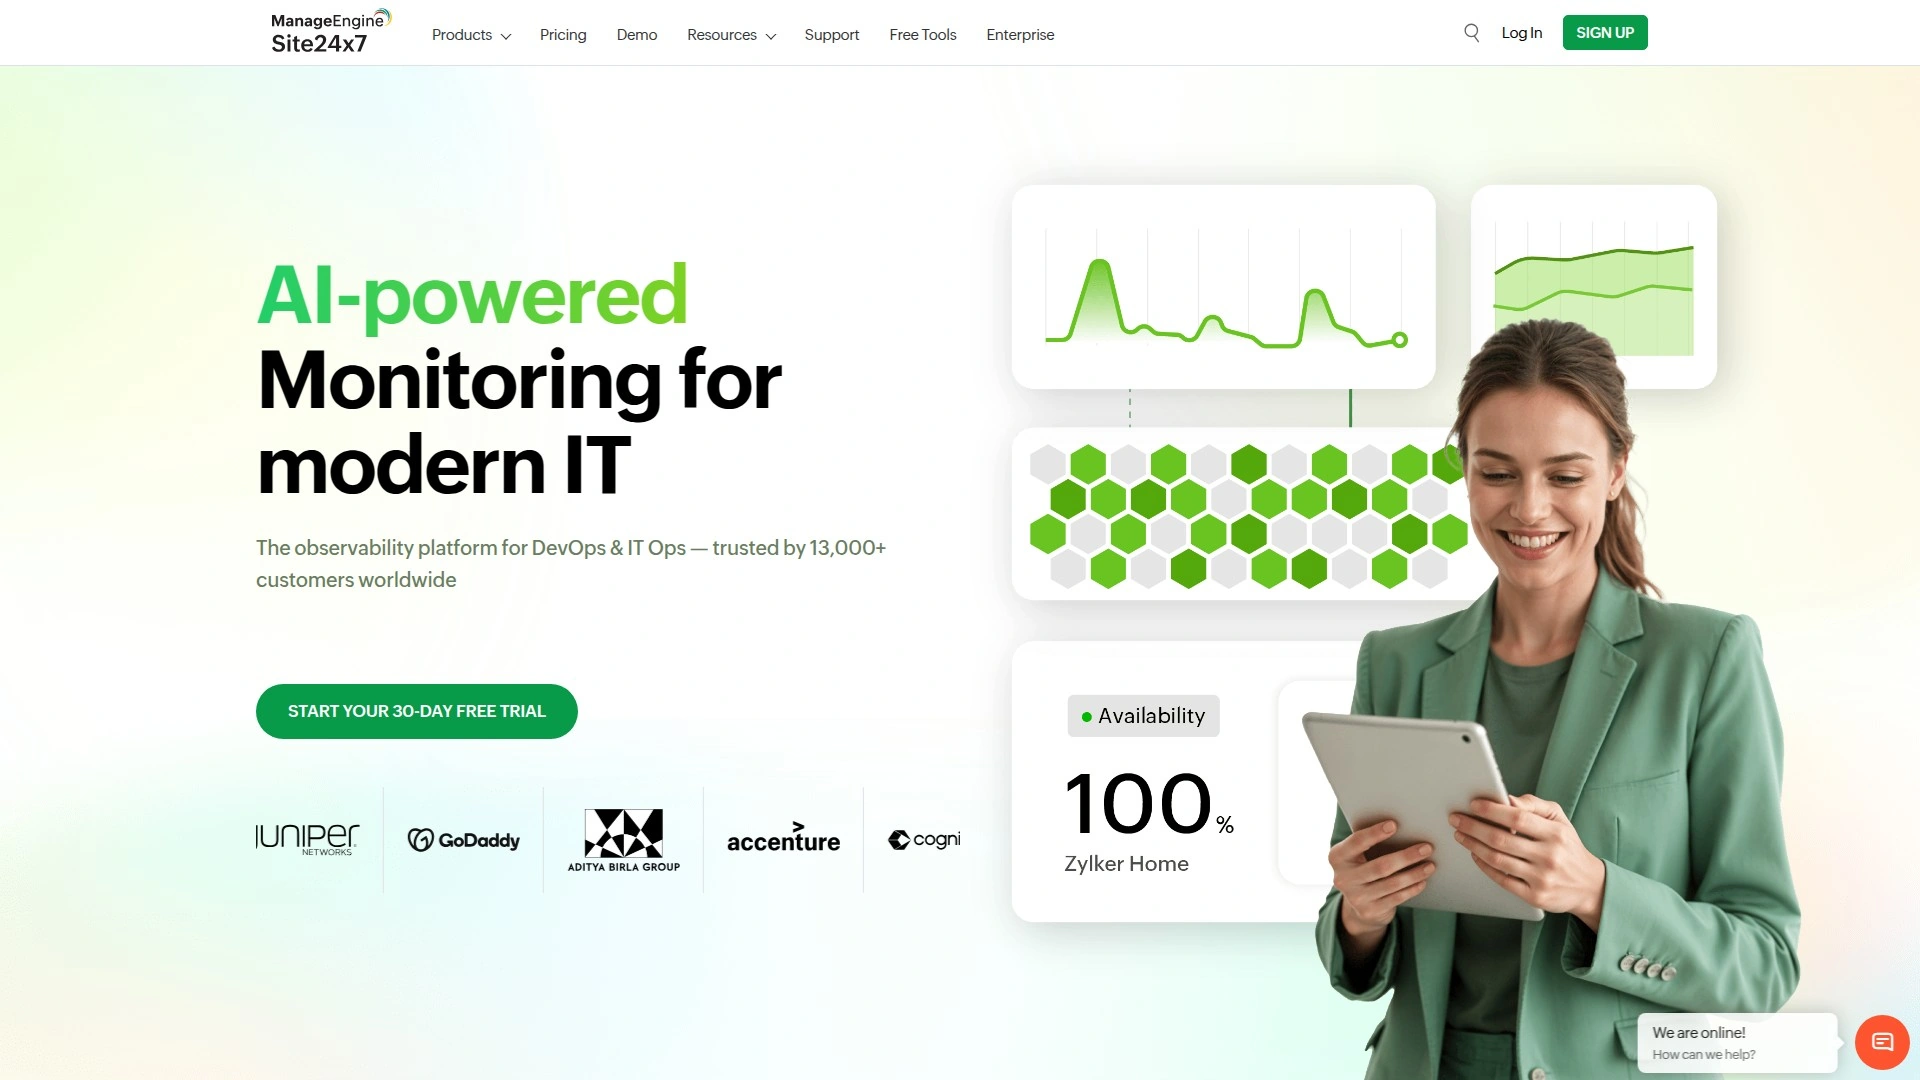 ManageEngine
Site24x7
Products
Pricing
Demo
Resources
Support
Free Tools
Enterprise
Log In
SIGN UP
AI-powered
Monitoring for
modern IT
The observability platform for DevOps & IT Ops — trusted by 13,000+
customers worldwide
START YOUR 30-DAY FREE TRIAL
JUNIPEr
NETWORKS
GoDaddy
ADITYA BIRLA GROUP
accenture
cogni
Availability
100%
Zylker Home
We are online!
How can we help?